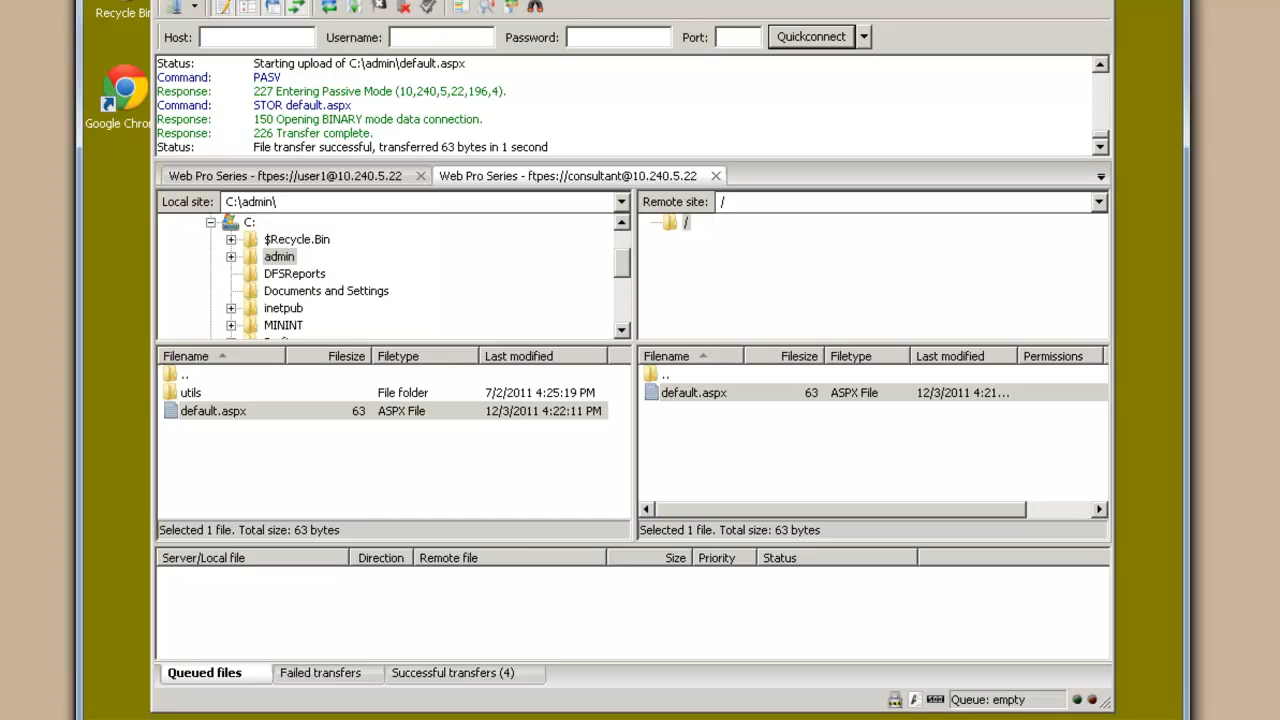 Recycle Bin
Google Chro
Host: Username: Password: Port: Quickconnect
Status: Starting upload of C:\admin\default.aspx
Command: PASV
Response: 227 Entering Passive Mode (10,240,5,22,196,4).
Command: STOR default.aspx
Response: 150 Opening BINARY mode data connection.
Response: 226 Transfer complete.
Status: File transfer successful, transferred 63 bytes in 1 second
Web Pro Series - ftpes://user1@10.240.5.22 Web Pro Series - ftpes://consultant@10.240.5.22
Local site: C:\admin\
C:
$Recycle.Bin
admin
DFSReports
Documents and Settings
inetpub
MININT
Remote site: /
/
Filename Filesize Filetype Last modified
..
utils File folder 7/2/2011 4:25:19 PM
default.aspx 63 ASPX File 12/3/2011 4:22:11 PM
Selected 1 file. Total size: 63 bytes
Filename Filesize Filetype Last modified Permissions
..
default.aspx 63 ASPX File 12/3/2011 4:21...
Selected 1 file. Total size: 63 bytes
Server/Local file Direction Remote file Size Priority Status
Queued files Failed transfers Successful transfers (4)
Queue: empty